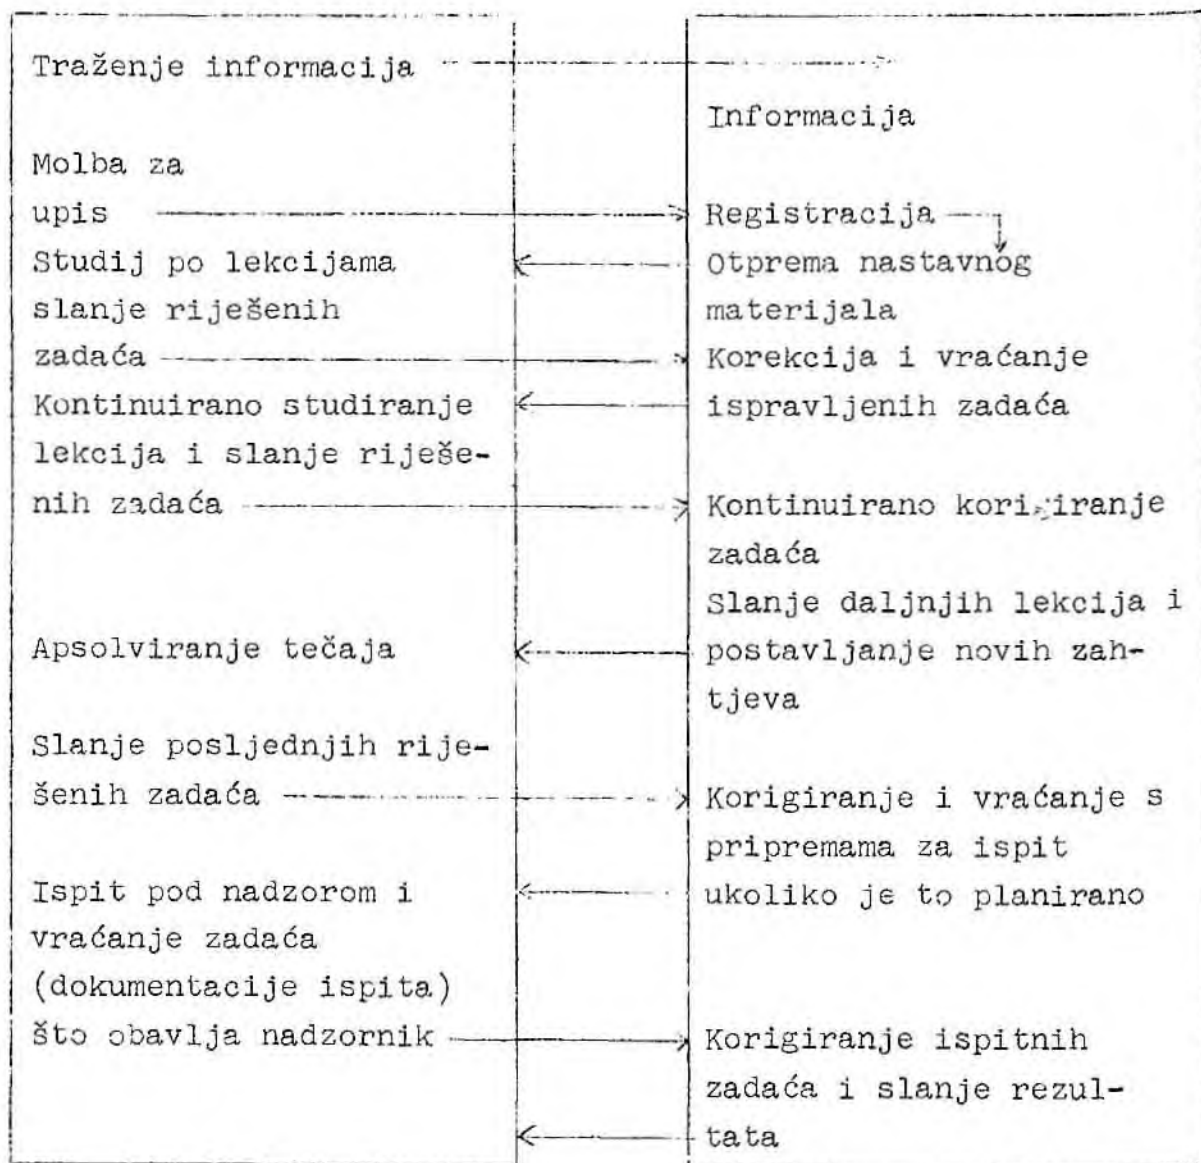 Traženje informacija
Informacija
Molba za
upis
Registracija
Studij po lekcijama
Otprema nastavnog
slanje riješenih
materijala
zadaća
Korekcija i vraćanje
Kontinuirano studiranje
ispravljenih zadaća
lekcija i slanje riješe-
nih zadaća
Kontinuirano korigiranje
zadaća
Slanje daljnjih lekcija i
Apsolviranje tečaja
postavljanje novih zah-
tjeva
Slanje posljednjih rije-
šenih zadaća
Korigiranje i vraćanje s
pripremama za ispit
Ispit pod nadzorom i
ukoliko je to planirano
vraćanje zadaća
(dokumentacije ispita)
što obavlja nadzornik
Korigiranje ispitnih
zadaća i slanje rezul-
tata